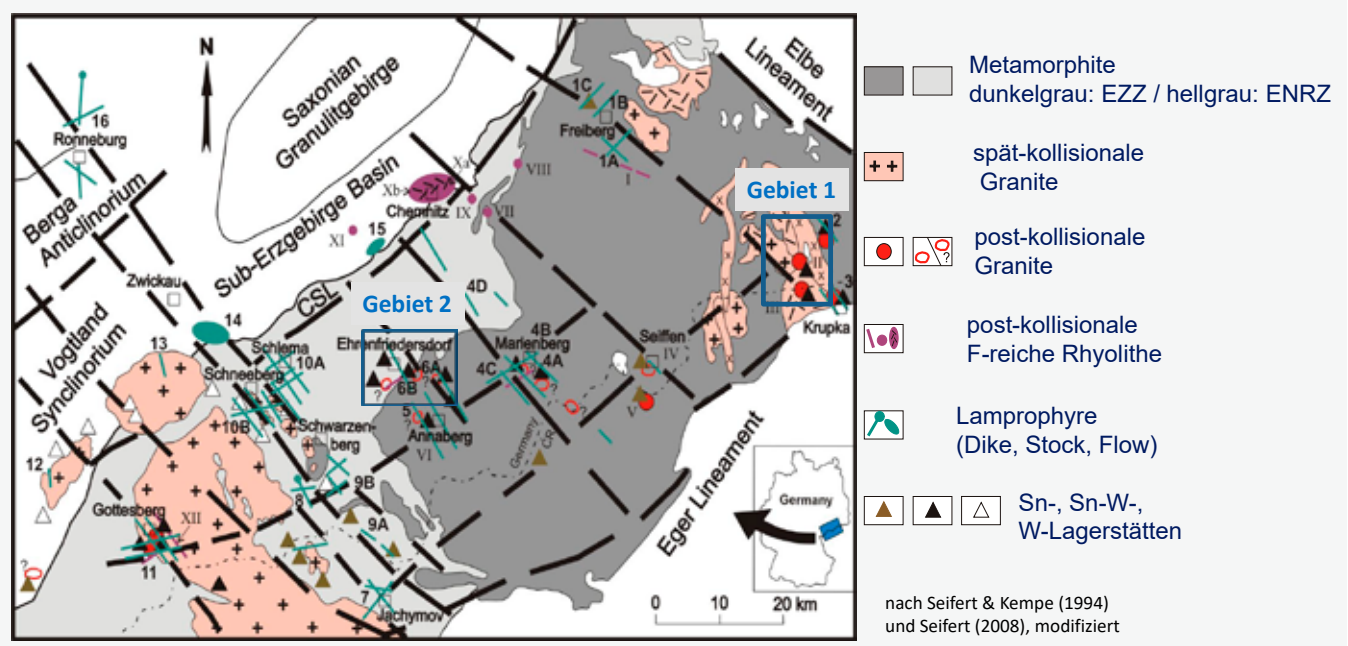 N
Elbe
Lineament
Saxonian
Granulitgebirge
16
Ronneburg
1C
1B
Freiberg
1A
I
Berga
Anticlinorium
Sub-Erzgebirge Basin
Xa
Xb
Chemnitz
IX
VIII
VII
XI
15
Gebiet 1
2
II
3
III
Krupka
Zwickau
CSL
Gebiet 2
4D
14
Vogtland
Synclinorium
13
Schlema
10A
Schneeberg
10B
Ehrenfriedersdorf
6A
?
6B
?
4B
Marienberg
4A
4C
?
?
Seiffen
IV
V
5
?
Annaberg
VI
Germany
ČR
Schwarzen-
berg
12
9B
8
9A
Gottesberg
XII
11
?
7
Jachymov
Eger Lineament
Germany
0 10 20 km
Metamorphite
dunkelgrau: EZZ / hellgrau: ENRZ
spät-kollisionale
Granite
post-kollisionale
Granite
?
post-kollisionale
F-reiche Rhyolithe
Lamprophyre
(Dike, Stock, Flow)
Sn-, Sn-W-,
W-Lagerstätten
nach Seifert & Kempe (1994)
und Seifert (2008), modifiziert